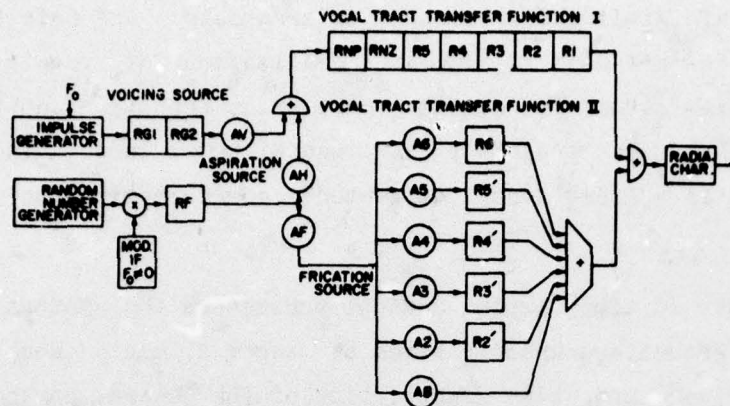 VOCAL TRACT TRANSFER FUNCTION I
RNP RNZ R5 R4 R3 R2 R1
F₀
VOICING SOURCE
IMPULSE
GENERATOR
RG1 RG2 AV +
ASPIRATION
SOURCE
AH
RANDOM
NUMBER
GENERATOR
X
RF
AF
MOD.
IF
F₀≠0
FRICATION
SOURCE
VOCAL TRACT TRANSFER FUNCTION II
A6 R6
A5 R5′
A4 R4′
A3 R3′
A2 R2′
AB
+
+
RADIA-
CHAR.